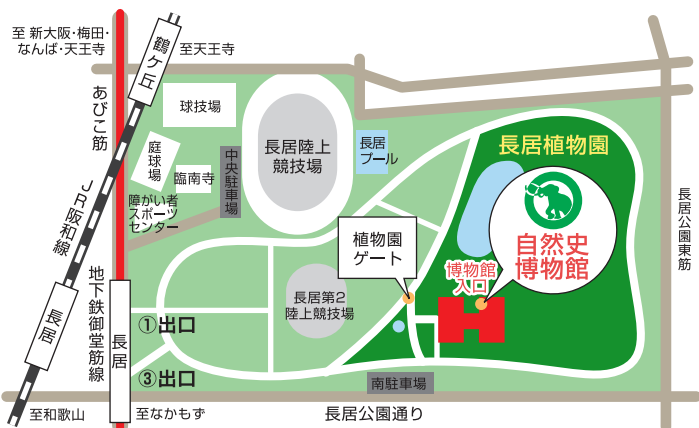 至 新大阪・梅田・
なんば・天王寺
鶴ケ丘
至天王寺
あびこ筋
球技場
庭球場
臨南寺
中央駐車場
長居陸上
競技場
長居
プール
長居植物園
障がい者
スポーツ
センター
JR阪和線
植物園
ゲート
自然史
博物館
博物館
入口
長居公園東筋
地下鉄御堂筋線
長居
長居
①出口
③出口
長居第2
陸上競技場
南駐車場
至和歌山
至なかもず
長居公園通り